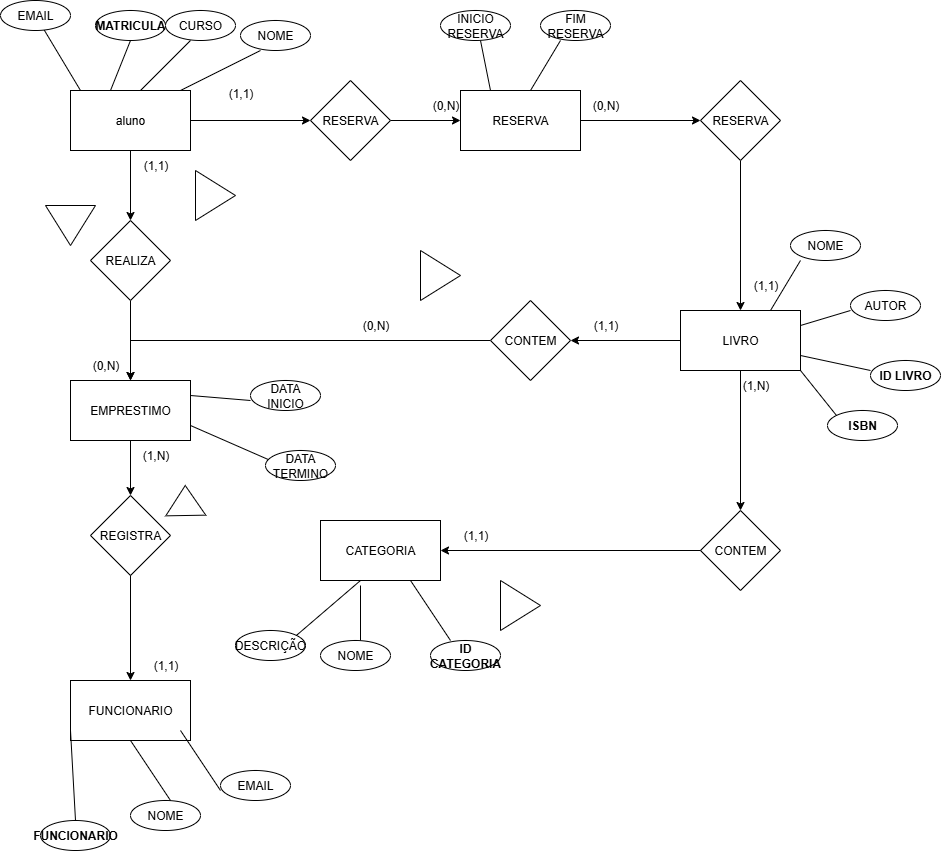 EMAIL
MATRICULA
CURSO
NOME
INICIO
RESERVA
FIM
RESERVA
(1,1)
(0,N)
(0,N)
aluno
RESERVA
RESERVA
RESERVA
(1,1)
REALIZA
NOME
(1,1)
AUTOR
(0,N)
(1,1)
CONTEM
LIVRO
(0,N)
ID LIVRO
(1,N)
DATA
INICIO
EMPRESTIMO
ISBN
(1,N)
DATA
TERMINO
REGISTRA
(1,1)
CATEGORIA
CONTEM
DESCRIÇÃO
NOME
ID
CATEGORIA
(1,1)
FUNCIONARIO
EMAIL
NOME
FUNCIONARIO